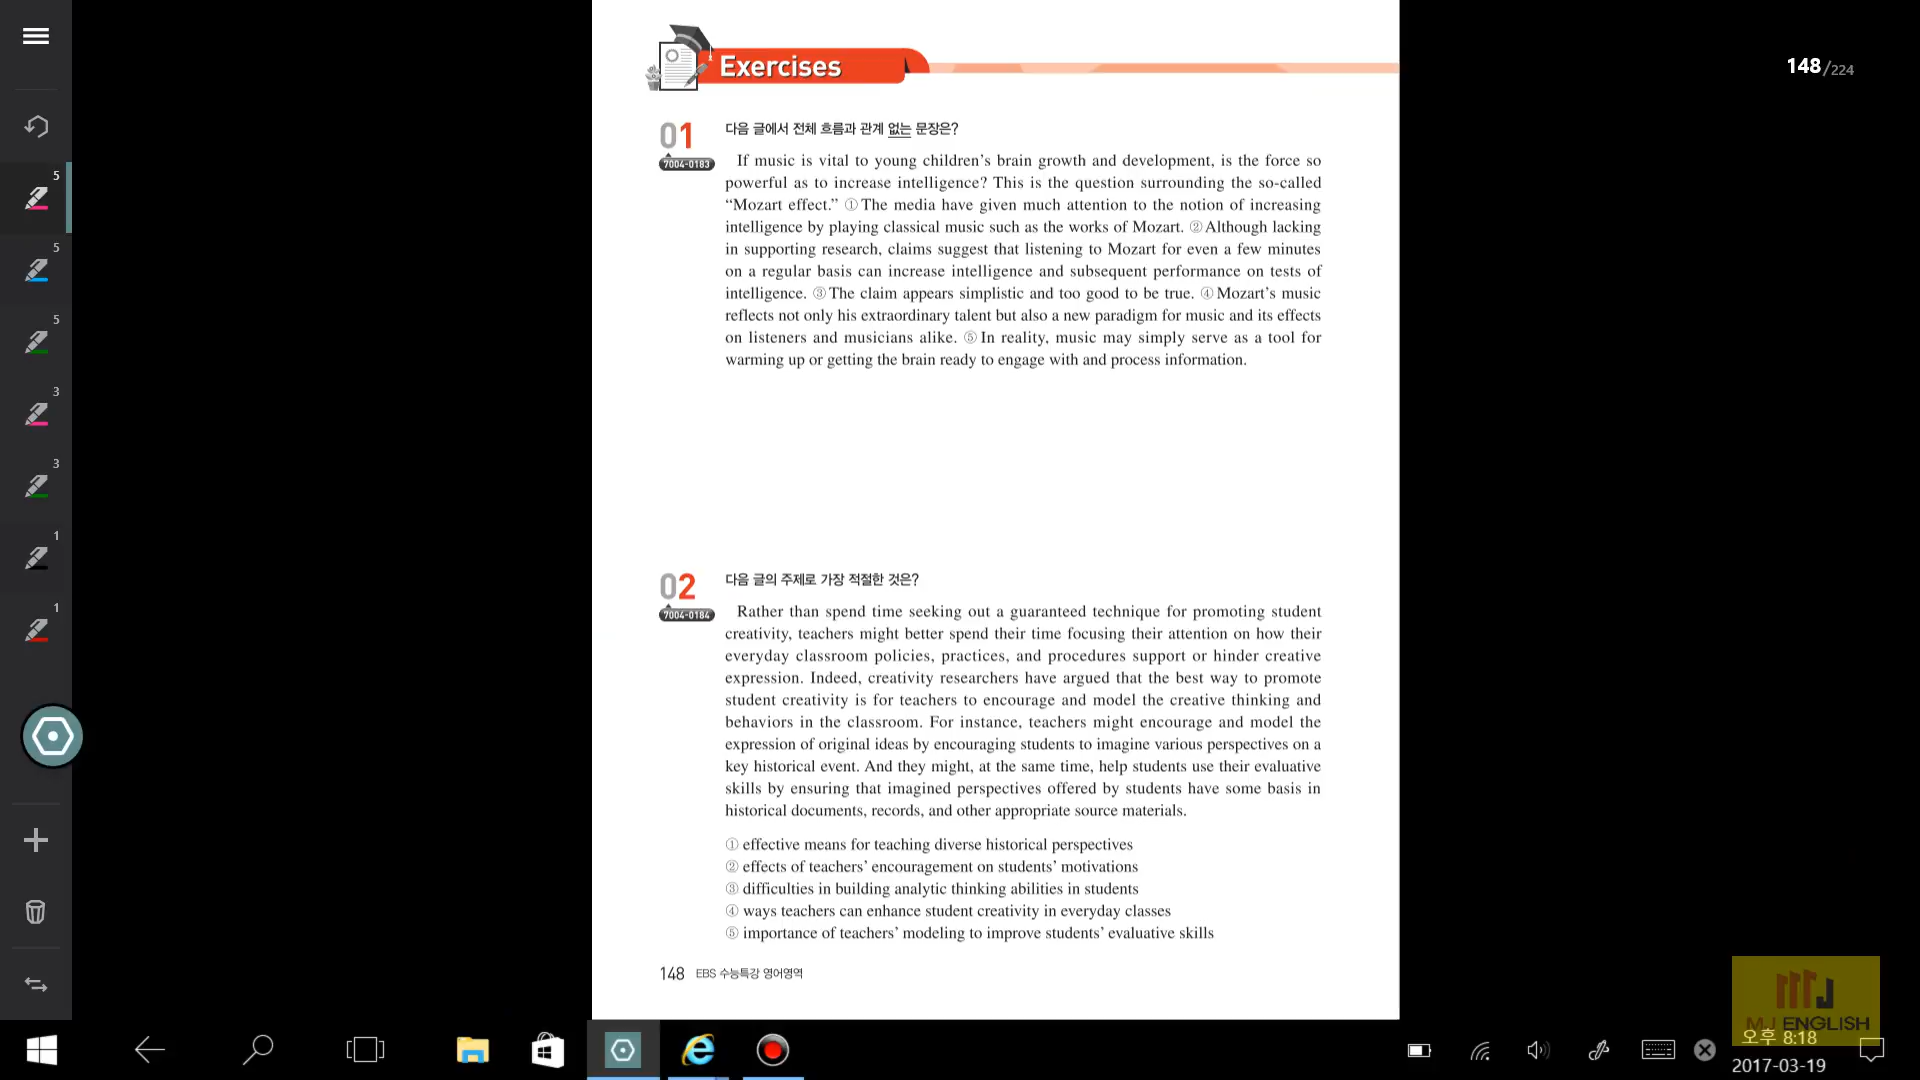 148/224
5
5
5
3
3
1
1
Exercises
01
7004-0183
다음 글에서 전체 흐름과 관계 없는 문장은?
If music is vital to young children's brain growth and development, is the force so
powerful as to increase intelligence? This is the question surrounding the so-called
“Mozart effect.” ① The media have given much attention to the notion of increasing
intelligence by playing classical music such as the works of Mozart. ② Although lacking
in supporting research, claims suggest that listening to Mozart for even a few minutes
on a regular basis can increase intelligence and subsequent performance on tests of
intelligence. ③ The claim appears simplistic and too good to be true. ④ Mozart's music
reflects not only his extraordinary talent but also a new paradigm for music and its effects
on listeners and musicians alike. ⑤ In reality, music may simply serve as a tool for
warming up or getting the brain ready to engage with and process information.
02
7004-0184
다음 글의 주제로 가장 적절한 것은?
Rather than spend time seeking out a guaranteed technique for promoting student
creativity, teachers might better spend their time focusing their attention on how their
everyday classroom policies, practices, and procedures support or hinder creative
expression. Indeed, creativity researchers have argued that the best way to promote
student creativity is for teachers to encourage and model the creative thinking and
behaviors in the classroom. For instance, teachers might encourage and model the
expression of original ideas by encouraging students to imagine various perspectives on a
key historical event. And they might, at the same time, help students use their evaluative
skills by ensuring that imagined perspectives offered by students have some basis in
historical documents, records, and other appropriate source materials.
① effective means for teaching diverse historical perspectives
② effects of teachers' encouragement on students' motivations
③ difficulties in building analytic thinking abilities in students
④ ways teachers can enhance student creativity in everyday classes
⑤ importance of teachers' modeling to improve students' evaluative skills
148 EBS 수능특강 영어영역
MJ ENGLISH
오후 8:18
2017-03-19